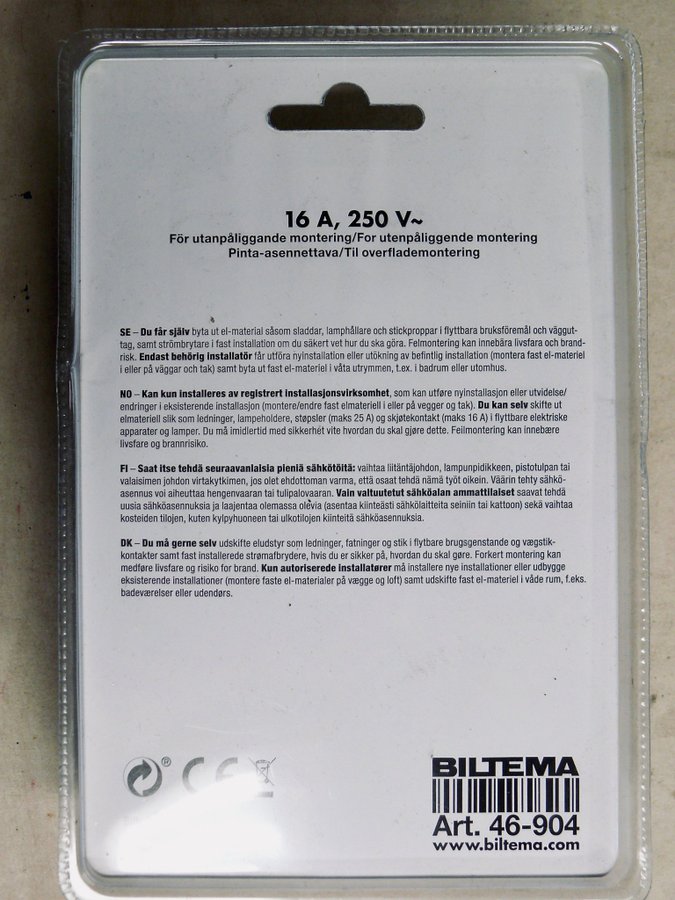 16 A, 250 V~
För utanpåliggande montering/For utenpåliggende montering
Pinta-asennettava/Til overflademontering
SE – Du får själv byta ut el-material såsom sladdar, lamphållare och stickproppar i flyttbara bruksföremål och väggut-
tag, samt strömbrytare i fast installation om du säkert vet hur du ska göra. Felmontering kan innebära livsfara och brand-
risk. Endast behörig installatör får utföra nyinstallation eller utökning av befintlig installation (montera fast el-materiel
i eller på väggar och tak) samt byta ut fast el-materiel i våta utrymmen, t.ex. i badrum eller utomhus.
NO – Kan kun installeres av registrert installasjonsvirksomhet, som kan utføre nyinstallation eller utvidelse/
endringer i eksisterende installasjon (montere/endre fast elmateriell i eller på vegger og tak). Du kan selv skifte ut
elmateriell slik som ledninger, lampeholdere, støpsler (maks 25 A) og skjøtekontakt (maks 16 A) i flyttbare elektriske
apparater og lamper. Du må imidlertid med sikkerhet vite hvordan du skal gjøre dette. Feilmontering kan innebære
livsfare og brannrisiko.
FI – Saat itse tehdä seuraavanlaisia pieniä sähkötöitä: vaihtaa liitäntäjohdon, lampunpidikkeen, pistotulpan tai
valaisimen johdon virtakytkimen, jos olet ehdottoman varma, että osaat tehdä nämä työt oikein. Väärin tehty sähkö-
asennus voi aiheuttaa hengenvaaran tai tulipalovaaran. Vain valtuutetut sähköalan ammattilaiset saavat tehdä
uusia sähköasennuksia ja laajentaa olemassa olevia (asentaa kiinteästi sähkölaitteita seiniin tai kattoon) sekä vaihtaa
kosteiden tilojen, kuten kylpyhuoneen tai ulkotilojen kiinteitä sähköasennuksia.
DK – Du må gerne selv udskifte eludstyr som ledninger, fatninger og stik i flytbare brugsgenstande og vægstik-
kontakter samt fast installerede strømafbrydere, hvis du er sikker på, hvordan du skal gøre. Forkert montering kan
medføre livsfare og risiko for brand. Kun autoriserede installatører må installere nye installationer eller udbygge
eksisterende installationer (montere faste el-materialer på vægge og loft) samt udskifte fast el-materiel i våde rum, f.eks.
badeværelser eller udendørs.
® CE
BILTEMA
Art. 46-904
www.biltema.com